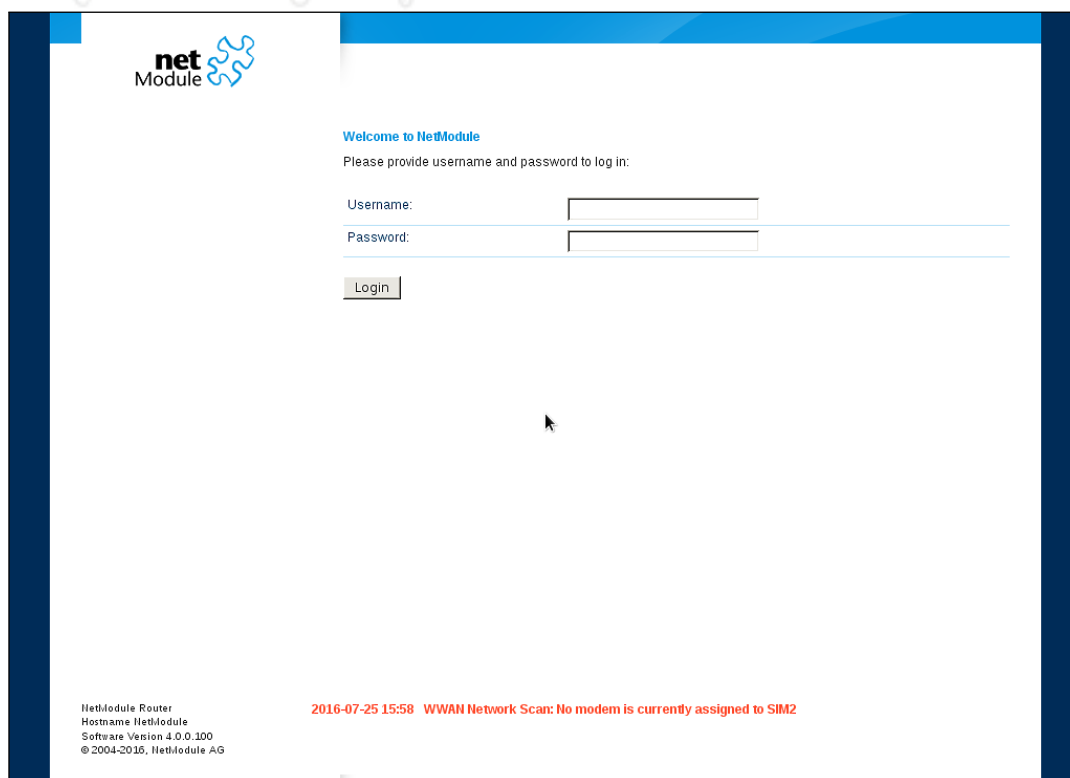 net
Module
Welcome to NetModule
Please provide username and password to log in:
Username:
Password:
Login
NetModule Router
Hostname NetModule
Software Version 4.0.0.100
© 2004-2016, NetModule AG
2016-07-25 15:58 WWAN Network Scan: No modem is currently assigned to SIM2